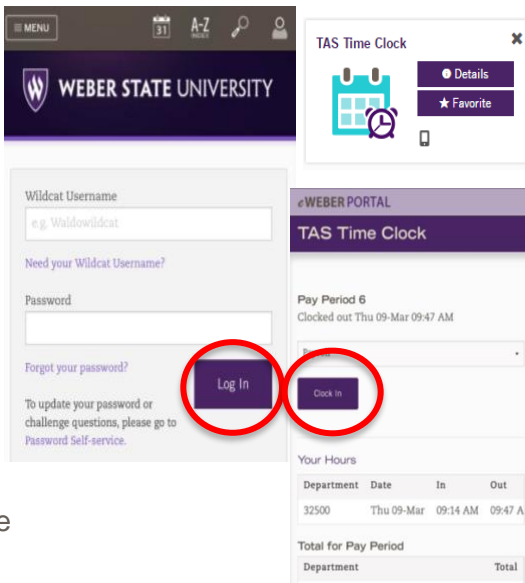 ≡ MENU
31
A-Z
INDEX
WEBER STATE UNIVERSITY
Wildcat Username
e.g. Waldowildcat
Need your Wildcat Username?
Password
Forgot your password?
Log In
To update your password or
challenge questions, please go to
Password Self-service.
e
TAS Time Clock
Details
★ Favorite
eWEBER PORTAL
TAS Time Clock
Pay Period 6
Clocked out Thu 09-Mar 09:47 AM
Clock In
Your Hours
Department Date In Out
32500 Thu 09-Mar 09:14 AM 09:47 A
Total for Pay Period
Department Total